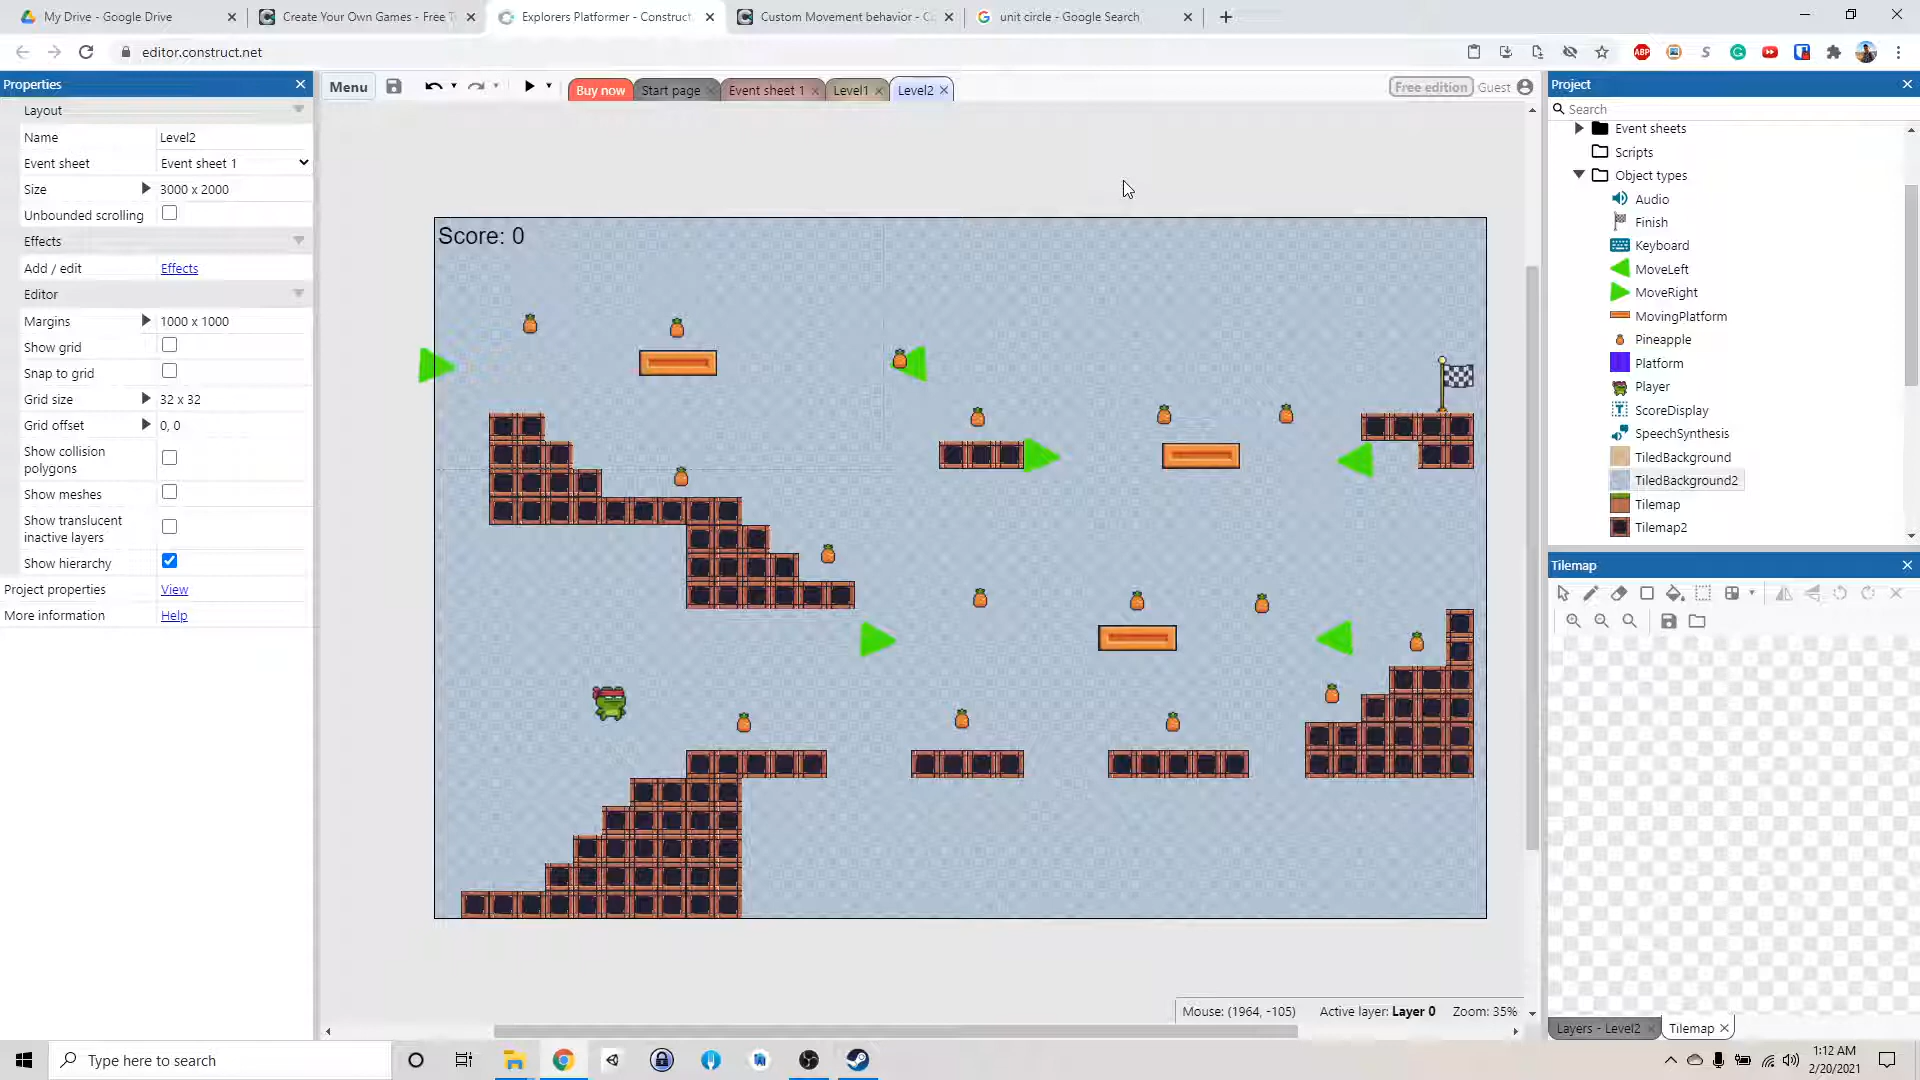 My Drive - Google Drive
Create Your Own Games - Free T
Explorers Platformer - Construct
Custom Movement behavior - C
unit circle - Google Search
editor.construct.net
ABP
Properties
Menu
Buy now
Start page
Event sheet 1
Level1
Level2
Free edition
Guest
Project
Layout
Name
Level2
Event sheet
Event sheet 1
Size
3000 x 2000
Unbounded scrolling
Effects
Add / edit
Effects
Editor
Margins
1000 x 1000
Show grid
Snap to grid
Grid size
32 x 32
Grid offset
0, 0
Show collision
polygons
Show meshes
Show translucent
inactive layers
Show hierarchy
Project properties
View
More information
Help
Score: 0
Search
Event sheets
Scripts
Object types
Audio
Finish
Keyboard
MoveLeft
MoveRight
MovingPlatform
Pineapple
Platform
Player
ScoreDisplay
SpeechSynthesis
TiledBackground
TiledBackground2
Tilemap
Tilemap2
Tilemap
Mouse: (1964, -105)
Active layer: Layer 0
Zoom: 35%
Layers - Level2
Tilemap
Type here to search
1:12 AM
2/20/2021